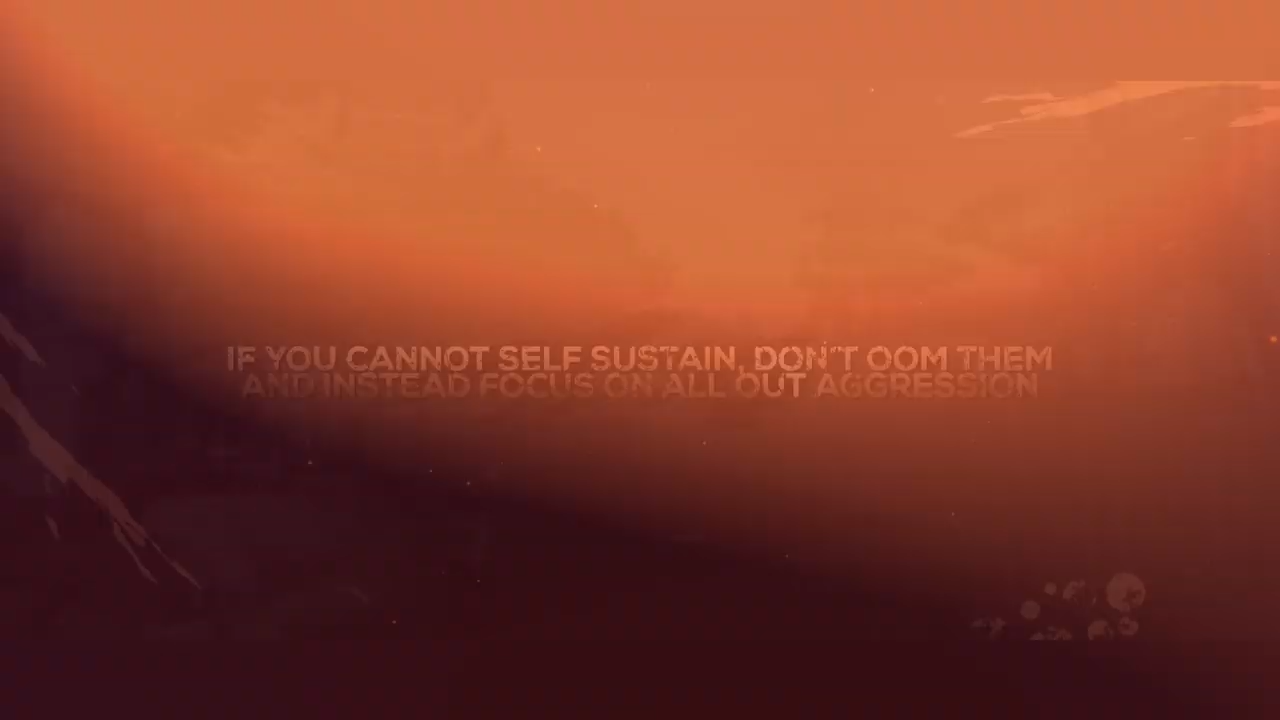 IF YOU CANNOT SELF SUSTAIN, DON'T OOM THEM
AND INSTEAD FOCUS ON ALL OUT AGGRESSION